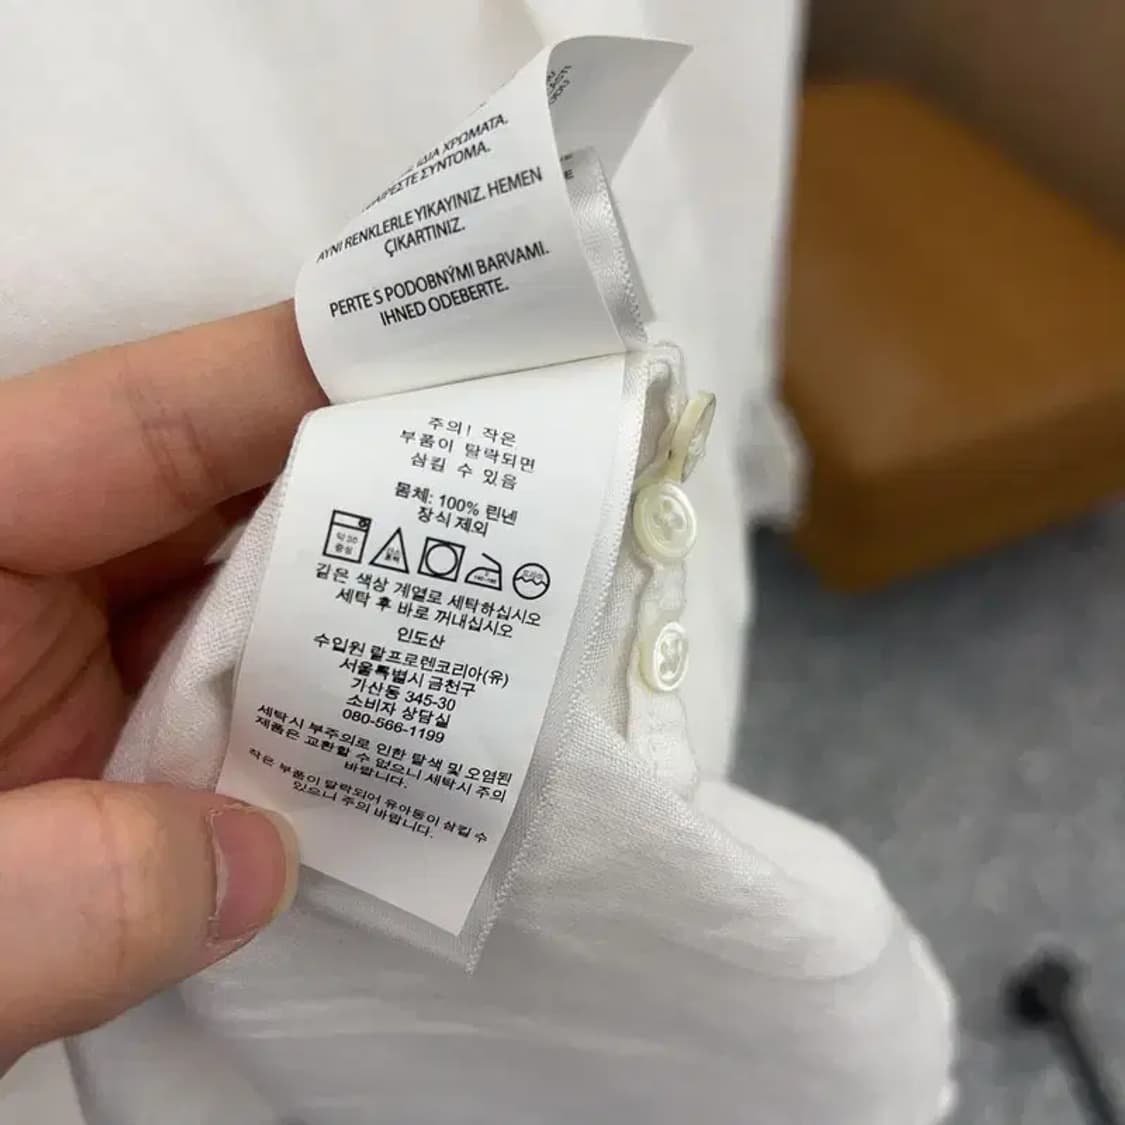 ΙΔΙΑ ΧΡΩΜΑΤΑ.
ΣΥΝΤΟΜΑ.
AYNI RENKLERLE YIKAYINIZ. HEMEN
ÇIKARTINIZ.
PERTE S PODOBNÝMI BARVAMI.
IHNED ODEBERTE.
주의! 작은
부품이 탈락되면
삼킬 수 있음
몸체: 100% 린넨
장식 제외
약 30
중성
같은 색상 계열로 세탁하십시오
세탁 후 바로 꺼내십시오
인도산
수입원 랄프로렌코리아(유)
서울특별시 금천구
가산동 345-30
소비자 상담실
080-566-1199
세탁시 부주의로 인한 탈색 및 오염된
제품은 교환할 수 없으니 세탁시 주의
바랍니다.
작은 부품이 탈락되어 유아동이 삼킬 수
있으니 주의 바랍니다.